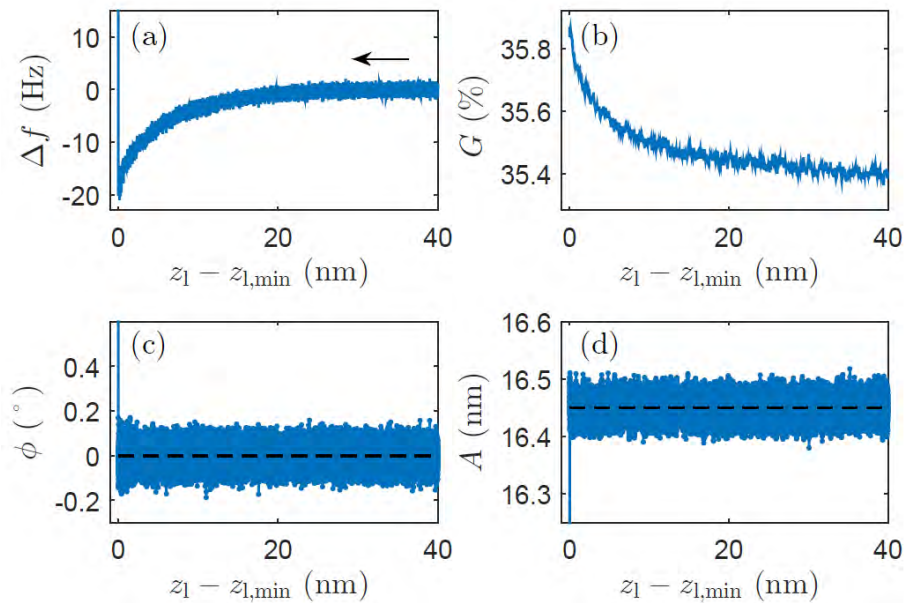 (a)
10
0
-10
-20
Δf (Hz)
0 20 40
z_l − z_l,min (nm)
(b)
35.8
35.6
35.4
G (%)
0 20 40
z_l − z_l,min (nm)
(c)
0.4
0.2
0
-0.2
ϕ (°)
0 20 40
z_l − z_l,min (nm)
(d)
16.6
16.5
16.4
16.3
A (nm)
0 20 40
z_l − z_l,min (nm)